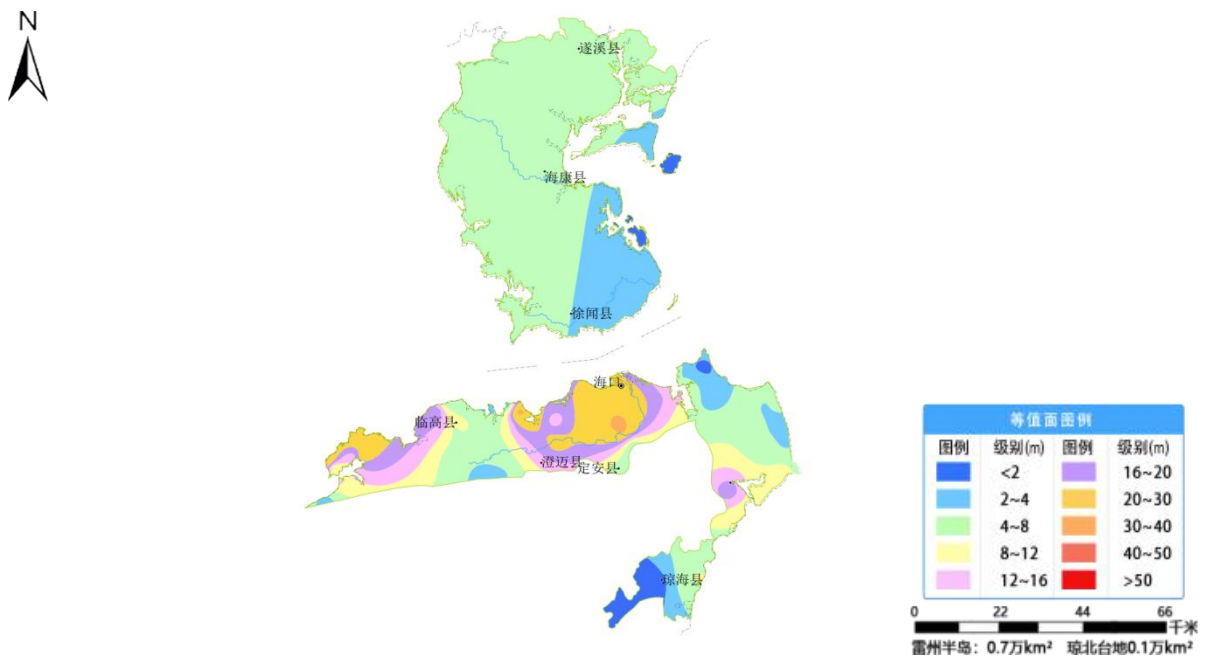 N
遂溪县
海康县
徐闻县
海口
临高县
澄迈县
定安县
琼海县
等值面图例
图例 级别(m) 图例 级别(m)
<2 16~20
2~4 20~30
4~8 30~40
8~12 40~50
12~16 >50
0 22 44 66
千米
雷州半岛：0.7万km² 琼北台地0.1万km²